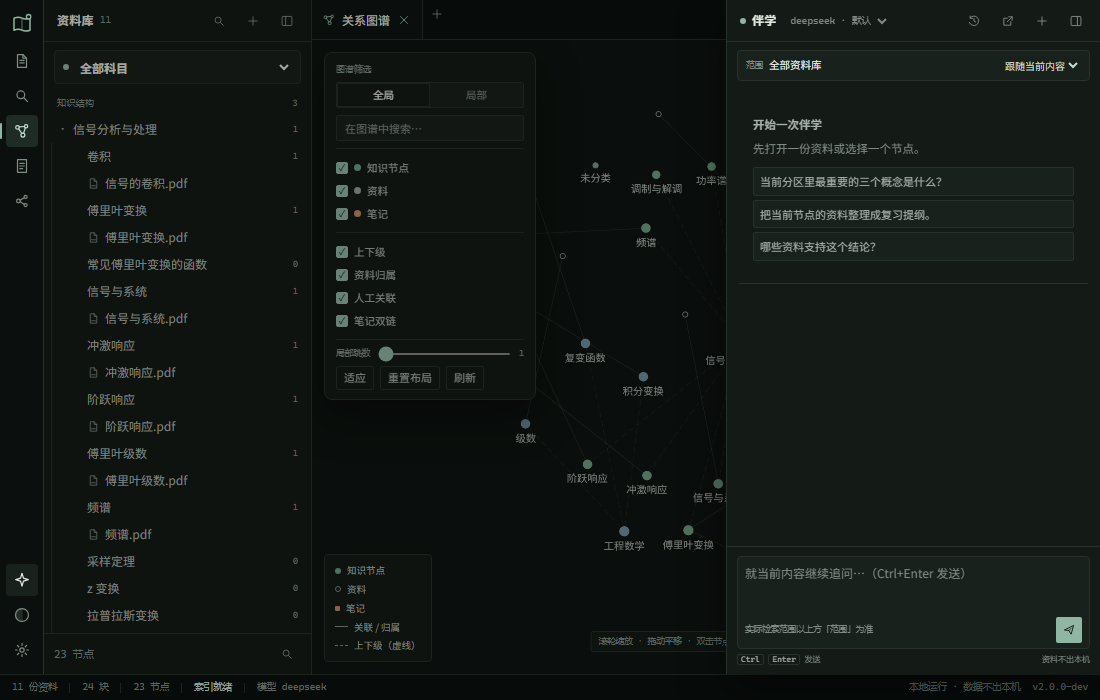 资料库 11
全部科目
知识结构 3
信号分析与处理 1
卷积 1
信号的卷积.pdf
傅里叶变换 1
傅里叶变换.pdf
常见傅里叶变换的函数 0
信号与系统 1
信号与系统.pdf
冲激响应 1
冲激响应.pdf
阶跃响应 1
阶跃响应.pdf
傅里叶级数 1
傅里叶级数.pdf
频谱 1
频谱.pdf
采样定理 0
z 变换 0
拉普拉斯变换 0
23 节点
关系图谱
图谱筛选
全局 局部
在图谱中搜索…
知识节点
资料
笔记
上下级
资料归属
人工关联
笔记双链
局部跳数 1
适应 重置布局 刷新
未分类
调制与解调
功率谱
频谱
复变函数
信号
积分变换
级数
阶跃响应
冲激响应
信号与
工程数学
傅里叶变换
知识节点
资料
笔记
关联 / 归属
上下级（虚线）
滚轮缩放 · 拖动平移 · 双击节
伴学 deepseek · 默认
范围 全部资料库 跟随当前内容
开始一次伴学
先打开一份资料或选择一个节点。
当前分区里最重要的三个概念是什么？
把当前节点的资料整理成复习提纲。
哪些资料支持这个结论？
就当前内容继续追问…（Ctrl+Enter 发送）
实际检索范围以上方「范围」为准
Ctrl Enter 发送 资料不出本机
11 份资料 24 块 23 节点 索引就绪 模型 deepseek 本地运行 · 数据不出本机 v2.0.0-dev